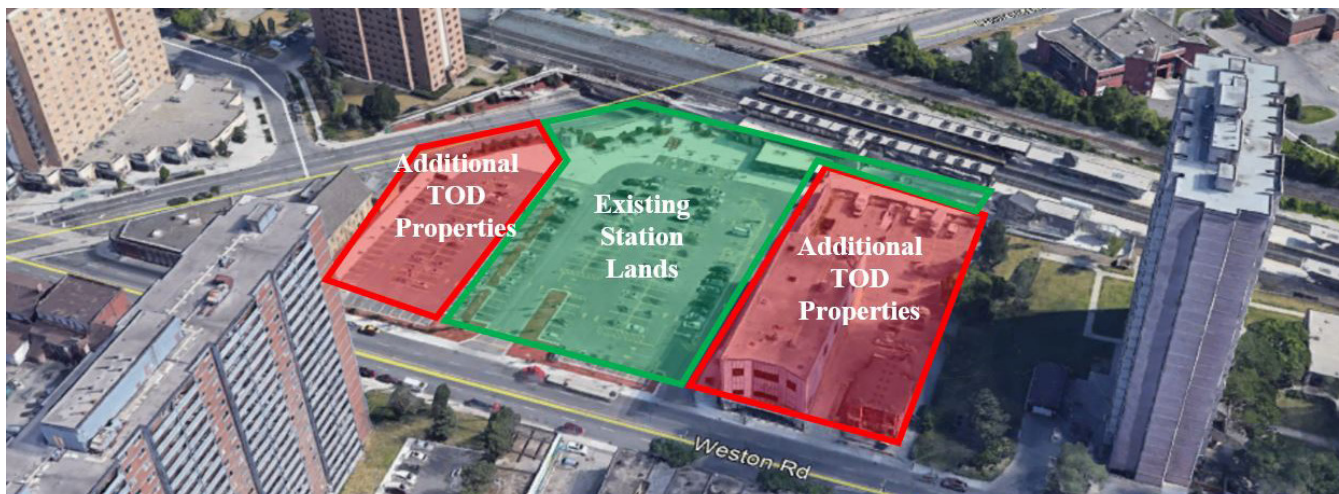 Additional
TOD
Properties
Existing
Station
Lands
Additional
TOD
Properties
Weston Rd